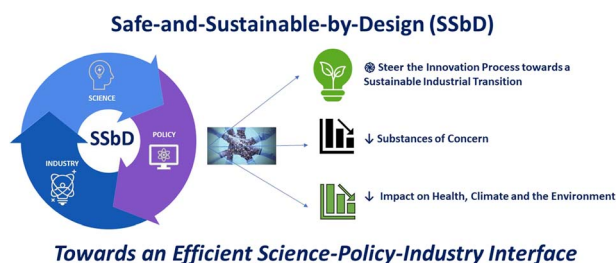 Safe-and-Sustainable-by-Design (SSbD)
SCIENCE
SSbD
POLICY
INDUSTRY
Steer the Innovation Process towards a
Sustainable Industrial Transition
↓ Substances of Concern
↓ Impact on Health, Climate and the Environment
Towards an Efficient Science-Policy-Industry Interface